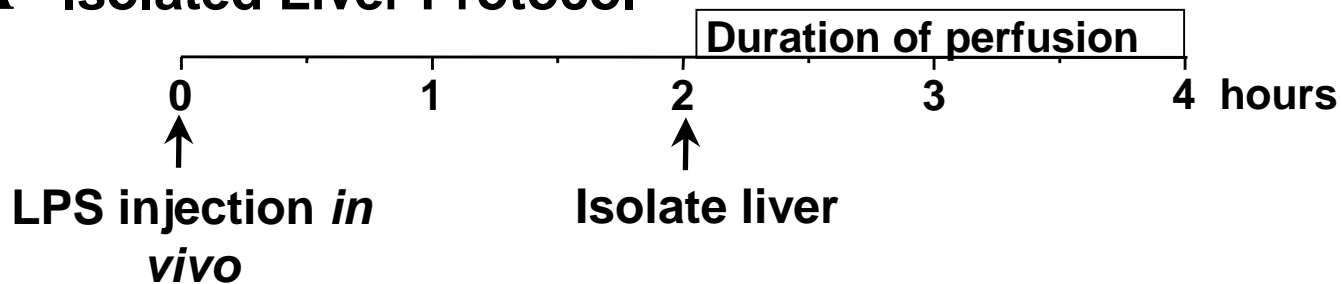 Isolated Liver Protocol
Duration of perfusion
0 1 2 3 4 hours
LPS injection in vivo
Isolate liver